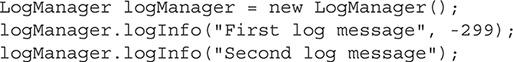 LogManager logManager = new LogManager();
logManager.logInfo("First log message", -299);
logManager.logInfo("Second log message");